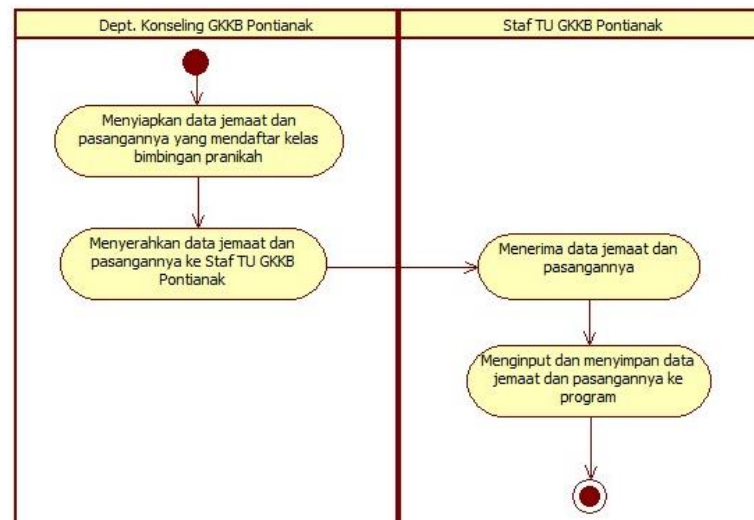 Dept. Konseling GKKB Pontianak
Staf TU GKKB Pontianak
Menyiapkan data jemaat dan
pasangannya yang mendaftar kelas
bimbingan pranikah
Menyerahkan data jemaat dan
pasangannya ke Staf TU GKKB
Pontianak
Menerima data jemaat dan
pasangannya
Menginput dan menyimpan data
jemaat dan pasangannya ke
program